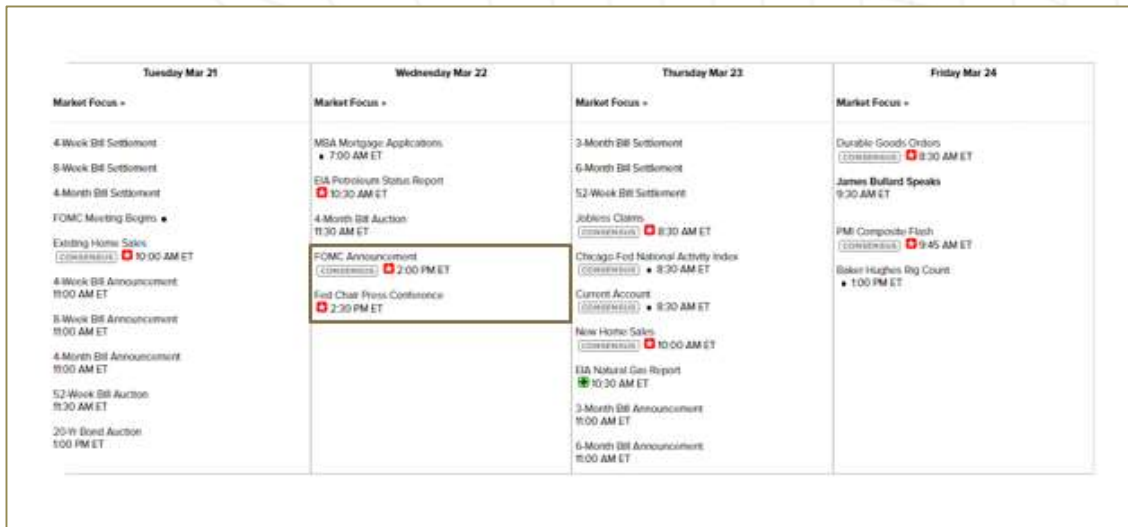 Tuesday Mar 21
Market Focus »
4-Week Bill Settlement
8-Week Bill Settlement
4-Month Bill Settlement
FOMC Meeting Begins •
Existing Home Sales
CONSENSUS 10:00 AM ET
4-Week Bill Announcement
11:00 AM ET
8-Week Bill Announcement
11:00 AM ET
4-Month Bill Announcement
11:00 AM ET
52-Week Bill Auction
11:30 AM ET
20-Yr Bond Auction
1:00 PM ET
Wednesday Mar 22
Market Focus »
MBA Mortgage Applications
• 7:00 AM ET
EIA Petroleum Status Report
10:30 AM ET
4-Month Bill Auction
11:30 AM ET
FOMC Announcement
CONSENSUS 2:00 PM ET
Fed Chair Press Conference
2:30 PM ET
Thursday Mar 23
Market Focus »
3-Month Bill Settlement
6-Month Bill Settlement
52-Week Bill Settlement
Jobless Claims
CONSENSUS 8:30 AM ET
Chicago Fed National Activity Index
CONSENSUS • 8:30 AM ET
Current Account
CONSENSUS • 8:30 AM ET
New Home Sales
CONSENSUS 10:00 AM ET
EIA Natural Gas Report
10:30 AM ET
3-Month Bill Announcement
11:00 AM ET
6-Month Bill Announcement
11:00 AM ET
Friday Mar 24
Market Focus »
Durable Goods Orders
CONSENSUS 8:30 AM ET
James Bullard Speaks
9:30 AM ET
PMI Composite Flash
CONSENSUS 9:45 AM ET
Baker Hughes Rig Count
• 1:00 PM ET